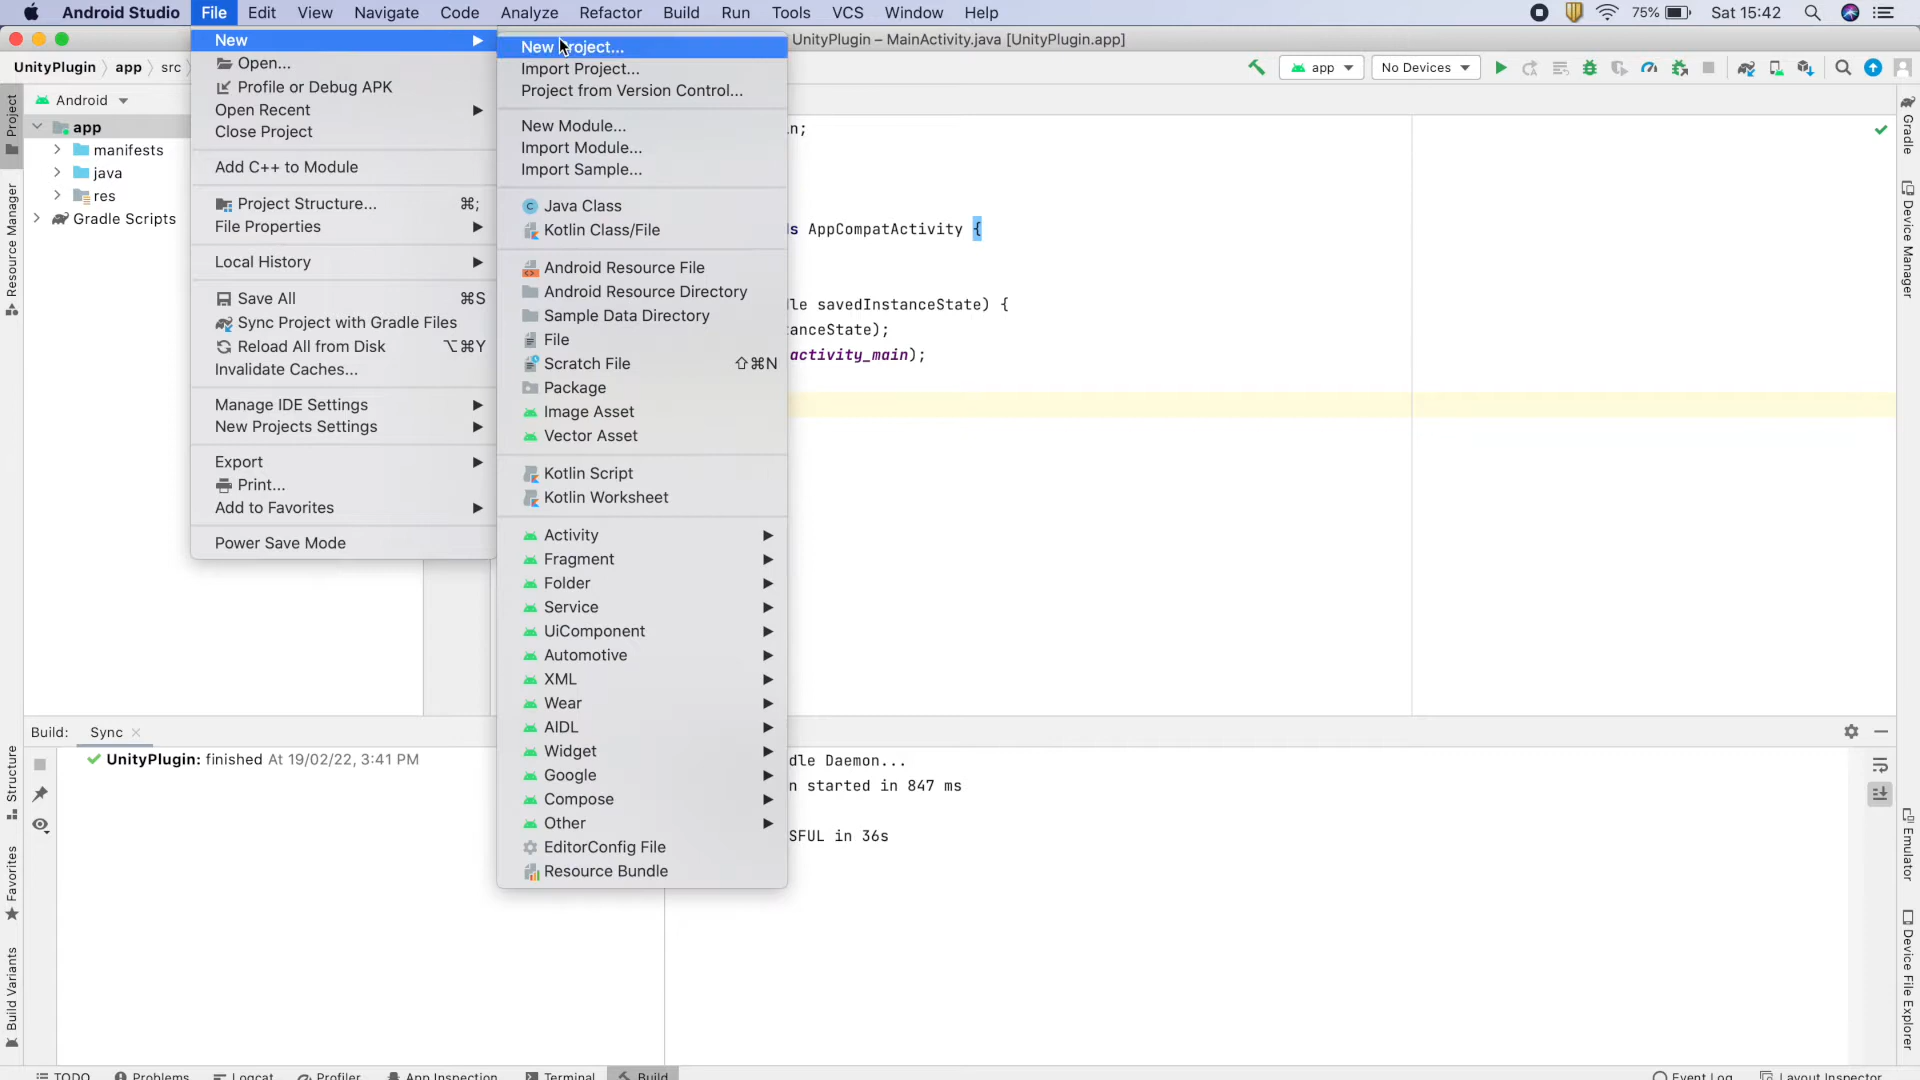 Android Studio File Edit View Navigate Code Analyze Refactor Build Run Tools VCS Window Help 75% Sat 15:42
UnityPlugin – MainActivity.java [UnityPlugin.app]
UnityPlugin app src
app No Devices
Android
app
manifests
java
res
Gradle Scripts
New
Open...
Profile or Debug APK
Open Recent
Close Project
Add C++ to Module
Project Structure... ⌘;
File Properties
Local History
Save All ⌘S
Sync Project with Gradle Files
Reload All from Disk ⌥⌘Y
Invalidate Caches...
Manage IDE Settings
New Projects Settings
Export
Print...
Add to Favorites
Power Save Mode
New Project...
Import Project...
Project from Version Control...
New Module...
Import Module...
Import Sample...
Java Class
Kotlin Class/File
Android Resource File
Android Resource Directory
Sample Data Directory
File
Scratch File ⇧⌘N
Package
Image Asset
Vector Asset
Kotlin Script
Kotlin Worksheet
Activity
Fragment
Folder
Service
UiComponent
Automotive
XML
Wear
AIDL
Widget
Google
Compose
Other
EditorConfig File
Resource Bundle
n;
ls AppCompatActivity {
le savedInstanceState) {
tanceState);
activity_main);
Build: Sync
UnityPlugin: finished At 19/02/22, 3:41 PM
dle Daemon...
n started in 847 ms
SFUL in 36s
Project
Resource Manager
Structure
Favorites
Build Variants
Gradle
Device Manager
Emulator
Device File Explorer
TODO Problems Logcat Profiler App Inspection Terminal Build Event Log Layout Inspector